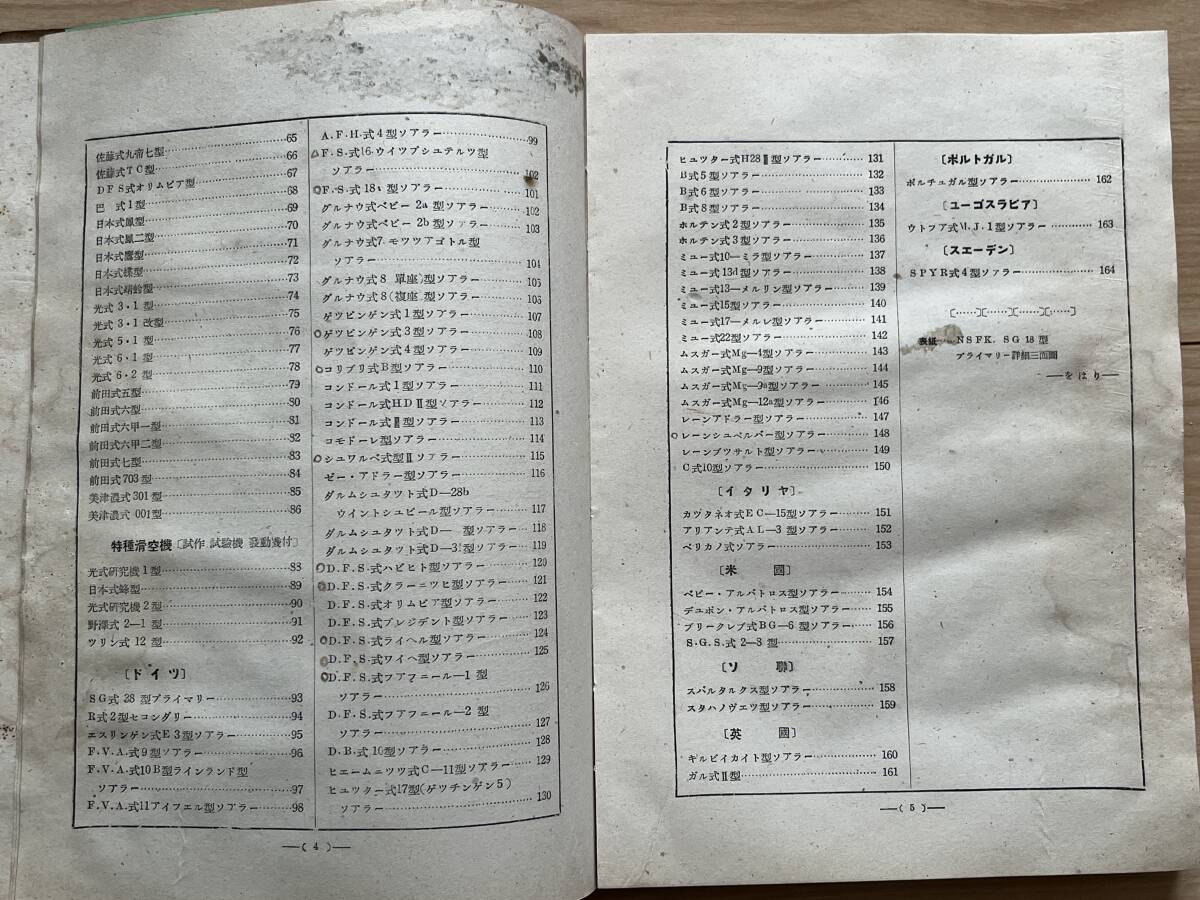 佐藤式九帝七型……65
佐藤式TC型……66
DFS式オリムピア型……67
巴式1型……68
日本式鳳型……69
日本式鳳二型……70
日本式鷹型……71
日本式蝶型……72
日本式蜻蛉型……73
光式3・1型……74
光式3・1改型……75
光式5・1型……76
光式6・1型……77
光式6・2型……78
前田式五型……79
前田式六型……80
前田式六甲一型……81
前田式六甲二型……82
前田式七型……83
前田式703型……84
美津濃式301型……85
美津濃式001型……86
特種滑空機〔試作 試驗機 發動機付〕
光式研究機1型……88
日本式鋒型……89
光式研究機2型……90
野澤式2—1型……91
ツリン式12型……92
〔ドイツ〕
SG式28型プライマリー……93
R式2型セコンダリー……94
エスリンゲン式E3型ソアラー……95
F.V.A.式9型ソアラー……96
F.V.A.式10B型ラインランド型
ソアラー……97
F.V.A.式11アイフエル型ソアラー……98
A.F.H.式4型ソアラー……99
F.S.式16.ウイツプシユテルツ型
ソアラー……102
F.S.式18型ソアラー……101
グルナウ式ベビー2a型ソアラー……102
グルナウ式ベビー2b型ソアラー……103
グルナウ式7.モワツアゴトル型
ソアラー……104
グルナウ式8(單座)型ソアラー……105
グルナウ式8(複座)型ソアラー……106
ゲツピンゲン式1型ソアラー……107
ゲツピンゲン式3型ソアラー……108
ゲツピンゲン式4型ソアラー……109
コリブリ式B型ソアラー……110
コンドール式1型ソアラー……111
コンドール式HDⅡ型ソアラー……112
コンドール式Ⅲ型ソアラー……113
コモドーレ型ソアラー……114
シユワルベ式型Ⅱソアラー……115
ゼー・アドラー型ソアラー……116
ダルムシユタツト式D—28b
ウイントシユピール型ソアラー……117
ダルムシユタツト式D—型ソアラー……118
ダルムシユタツト式D—31型ソアラー……119
D.F.S.式ハビヒト型ソアラー……120
D.F.S.式クラーニツヒ型ソアラー……121
D.F.S.式オリムピア型ソアラー……122
D.F.S.式プレジデント型ソアラー……123
D.F.S.式ライヘル型ソアラー……124
D.F.S.式ワイヘ型ソアラー……125
D.F.S.式フアフニール—1型
ソアラー……126
D.F.S.式フアフニール—2型
ソアラー……127
D.B.式10型ソアラー……128
ヒエームニツツ式C—11型ソアラー……129
ヒユツター式17型(ゲツチンゲン5)
ソアラー……130
—( 4 )—
ヒユツター式H28Ⅱ型ソアラー……131
B式5型ソアラー……132
B式6型ソアラー……133
B式8型ソアラー……134
ホルテン式2型ソアラー……135
ホルテン式3型ソアラー……136
ミユー式10—ミラ型ソアラー……137
ミユー式13d型ソアラー……138
ミユー式13—メルリン型ソアラー……139
ミユー式15型ソアラー……140
ミユー式17—メルレ型ソアラー……141
ミユー式22型ソアラー……142
ムスガー式Mg—4型ソアラー……143
ムスガー式Mg—9型ソアラー……144
ムスガー式Mg—9a型ソアラー……145
ムスガー式Mg—12a型ソアラー……146
レーンアドラー型ソアラー……147
レーンシユペルバー型ソアラー……148
レーンブツサルト型ソアラー……149
C式10型ソアラー……150
〔イタリヤ〕
カヴタネオ式EC—15型ソアラー……151
アリアンテ式AL—3型ソアラー……152
ペリカノ式ソアラー……153
〔米 國〕
ベビー・アルバトロス型ソアラー……154
デユポン・アルバトロス型ソアラー……155
ブリークレブ式BG—6型ソアラー……156
S.G.S.式2—8型……157
〔ソ 聯〕
スパルタルクス型ソアラー……158
スタハノヴエツ型ソアラー……159
〔英 國〕
ギルビイカイト型ソアラー……160
ガル式Ⅱ型……161
〔ポルトガル〕
ポルチユガル型ソアラー……162
〔ユーゴスラビア〕
ウトフア式M.J.1型ソアラー……163
〔スエーデン〕
SPYR式4型ソアラー……164
〔……〕〔……〕〔……〕〔……〕
表紙……NSFK. SG 18型
プライマリー詳細三面圖
—をはり—
—( 5 )—